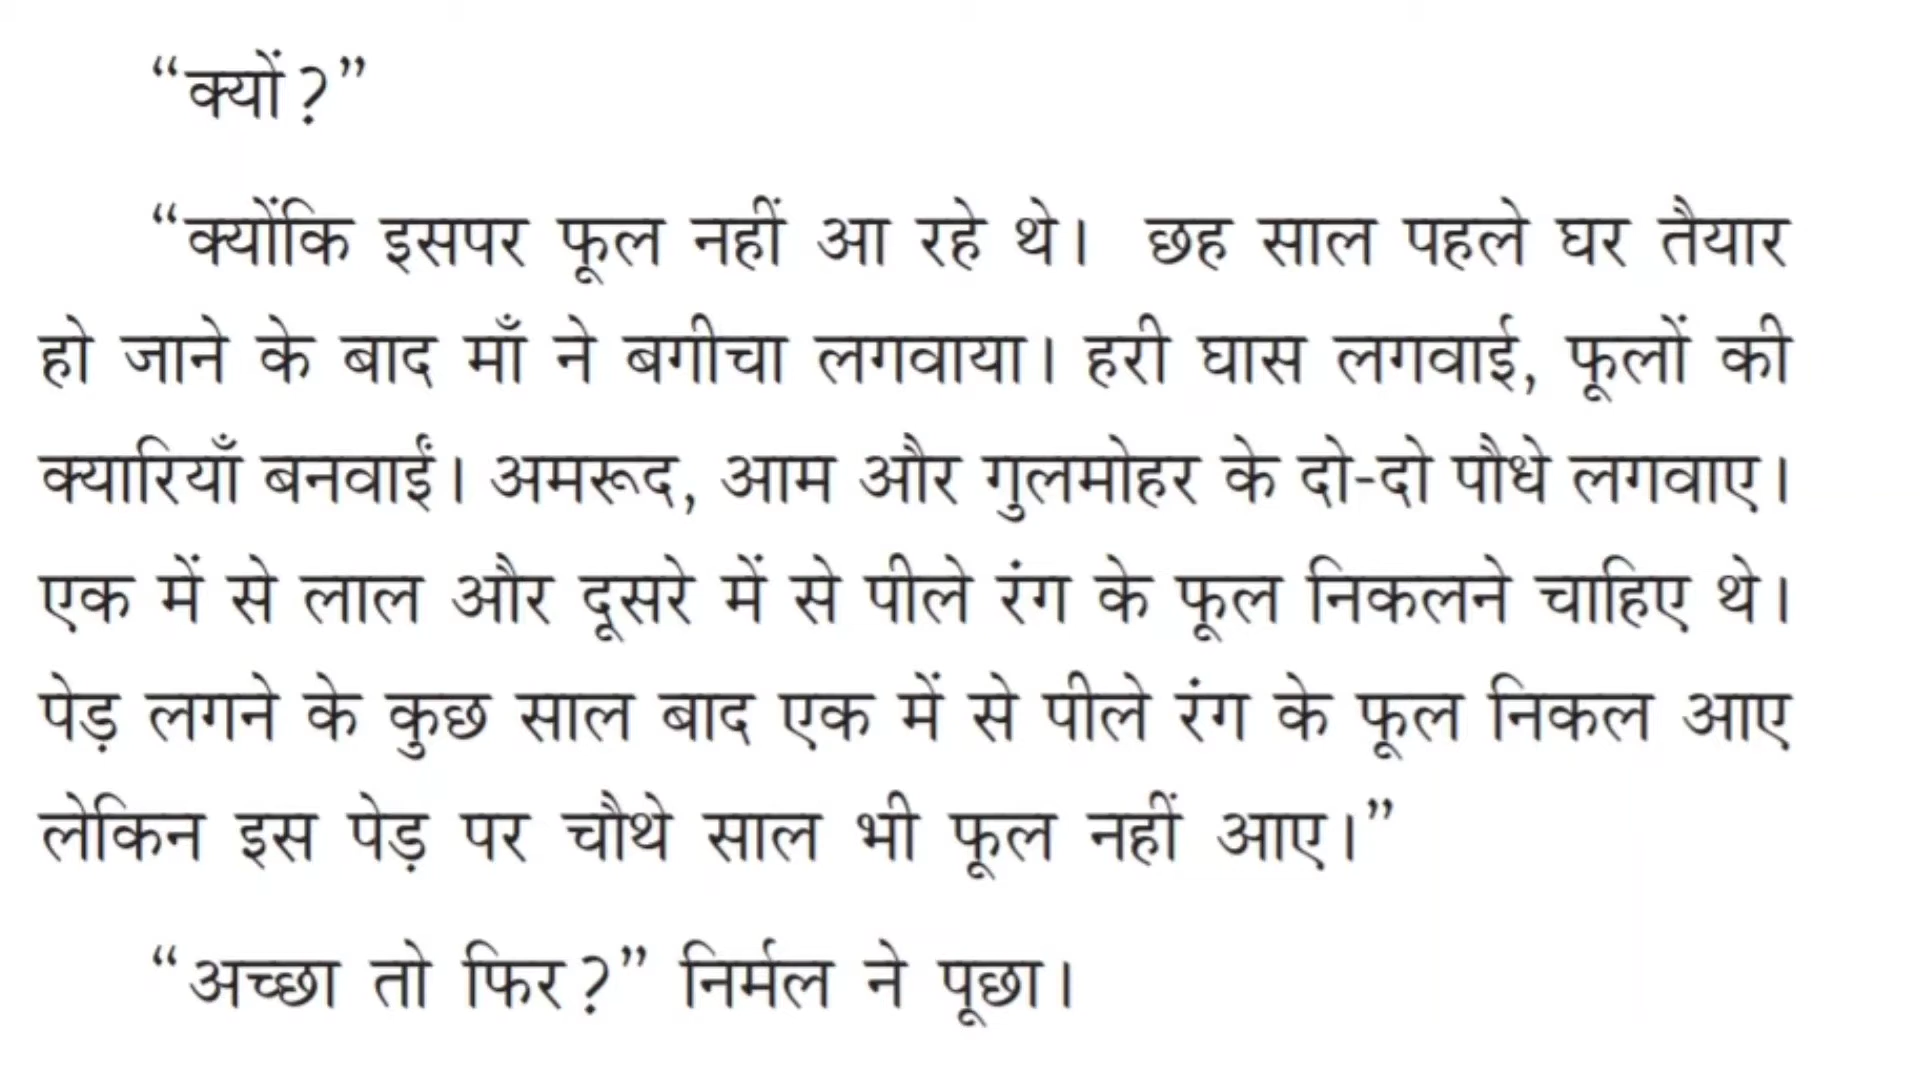 “क्यों?”
“क्योंकि इसपर फूल नहीं आ रहे थे। छह साल पहले घर तैयार
हो जाने के बाद माँ ने बगीचा लगवाया। हरी घास लगवाई, फूलों की
क्यारियाँ बनवाईं। अमरूद, आम और गुलमोहर के दो-दो पौधे लगवाए।
एक में से लाल और दूसरे में से पीले रंग के फूल निकलने चाहिए थे।
पेड़ लगने के कुछ साल बाद एक में से पीले रंग के फूल निकल आए
लेकिन इस पेड़ पर चौथे साल भी फूल नहीं आए।”
“अच्छा तो फिर?” निर्मल ने पूछा।